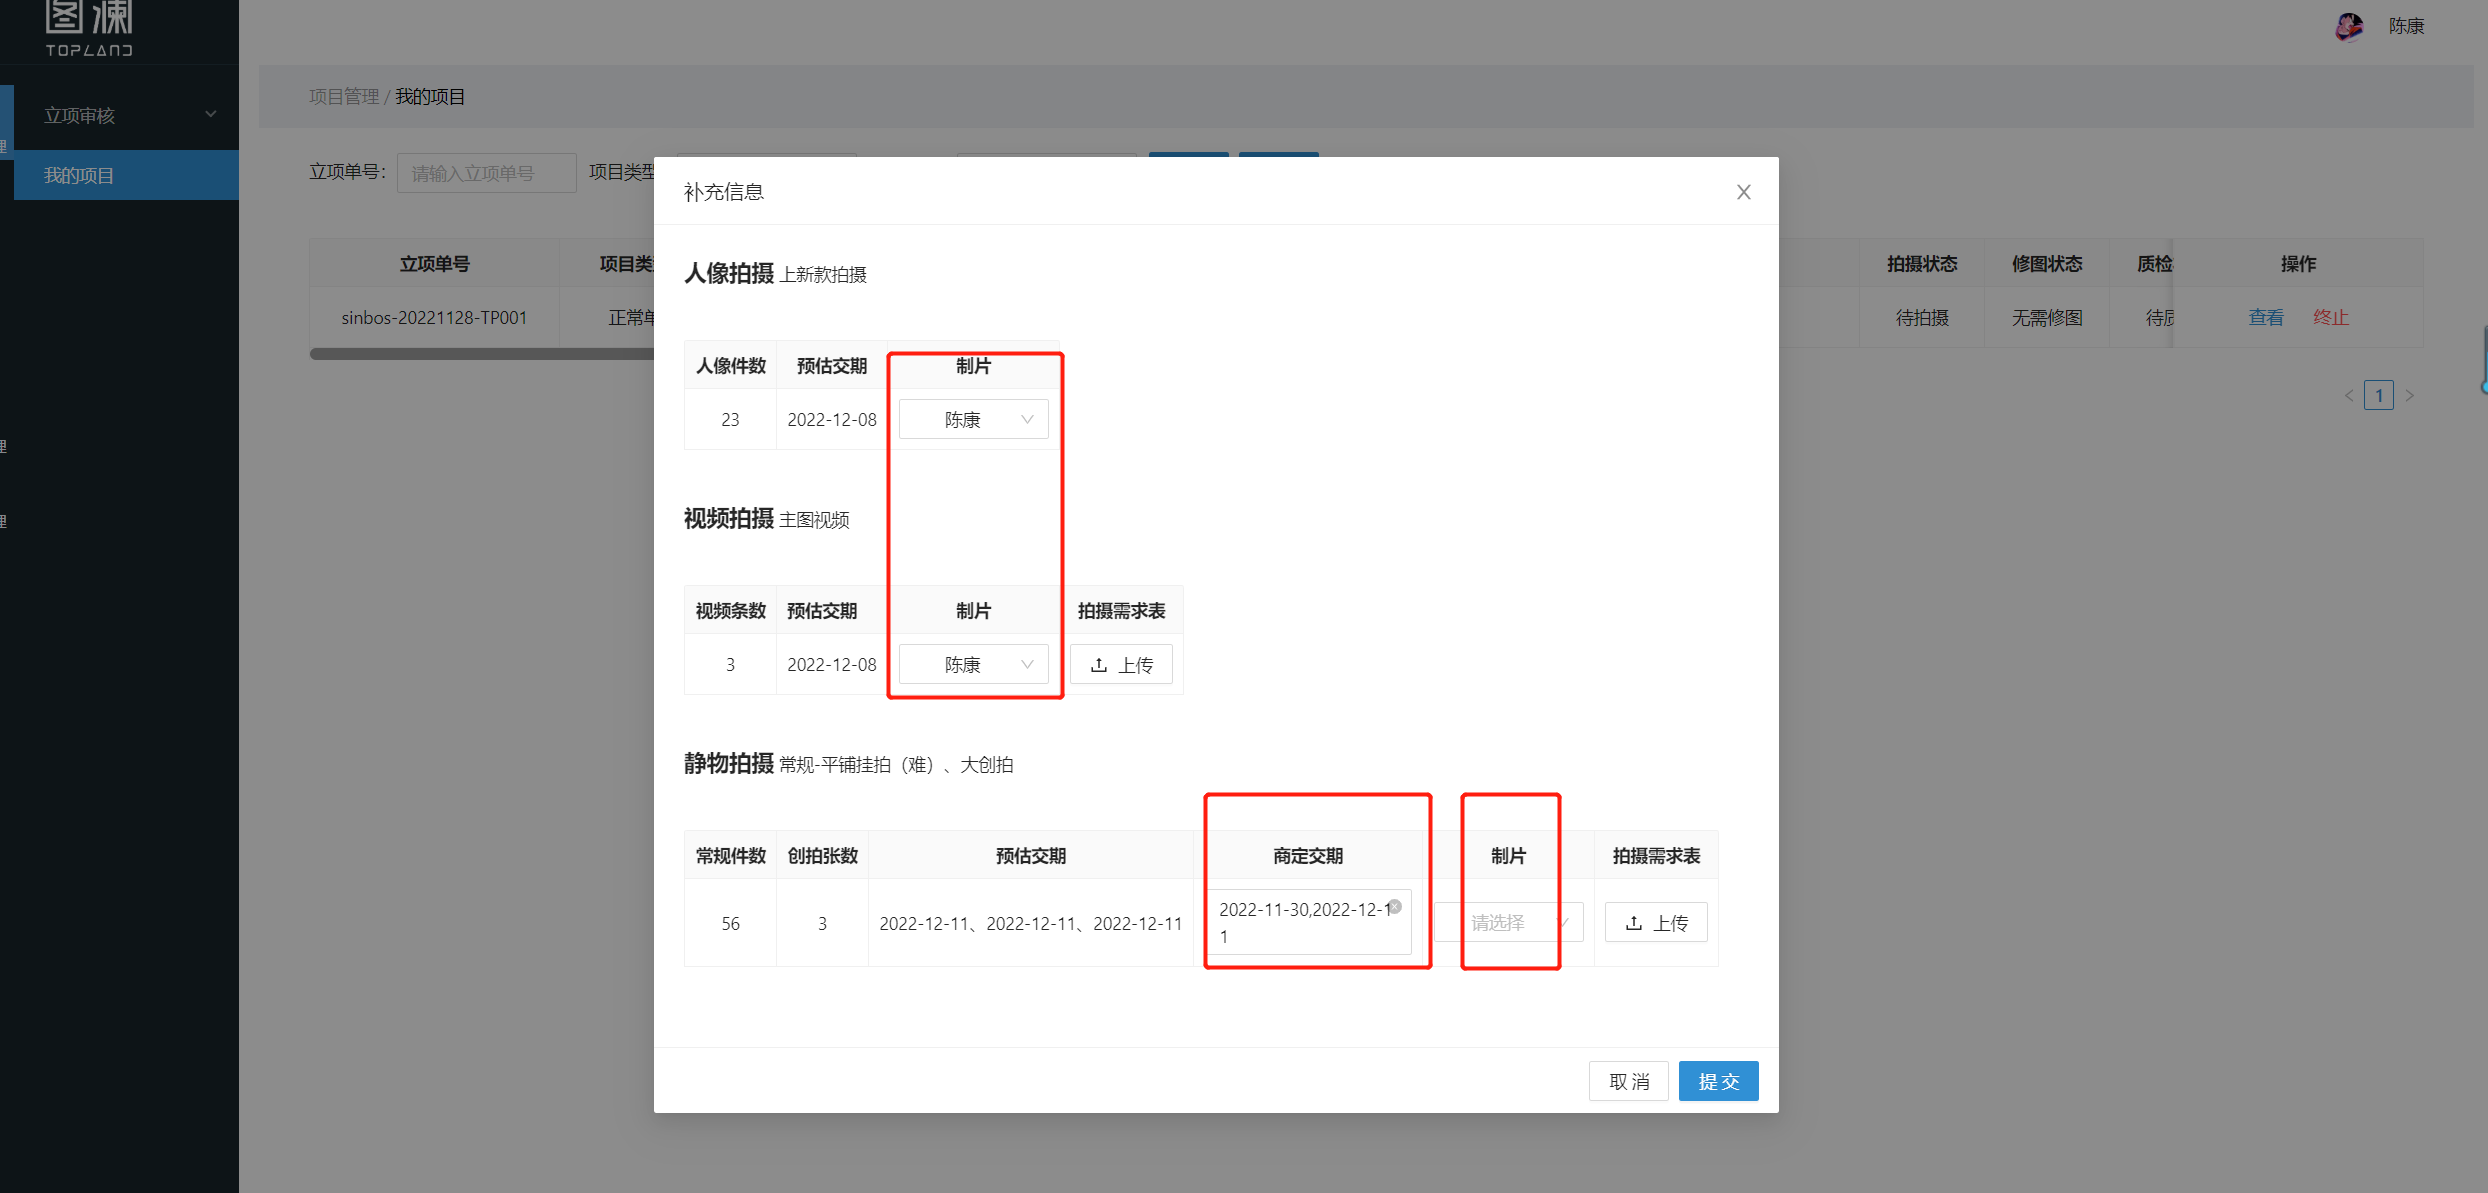 图澜
TOPLAND
陈康
立项审核
我的项目
理
理
理
项目管理 / 我的项目
立项单号： 请输入立项单号 项目类型
立项单号 项目类 拍摄状态 修图状态 质检 操作
sinbos-20221128-TP001 正常单 待拍摄 无需修图 待质 查看 终止
1
补充信息
人像拍摄 上新款拍摄
人像件数 预估交期 制片
23 2022-12-08 陈康
视频拍摄 主图视频
视频条数 预估交期 制片 拍摄需求表
3 2022-12-08 陈康 上传
静物拍摄 常规-平铺挂拍（难）、大创拍
常规件数 创拍张数 预估交期 商定交期 制片 拍摄需求表
56 3 2022-12-11、2022-12-11、2022-12-11 2022-11-30,2022-12-1
1 请选择 上传
取 消 提 交